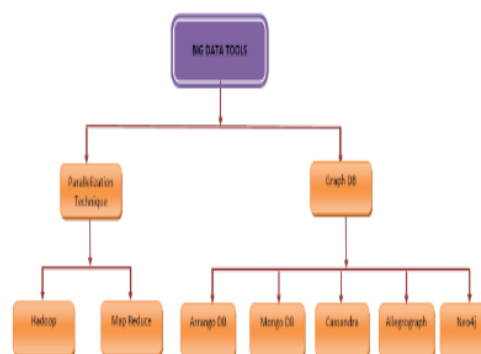 BIG DATA TOOLS
Parallelization
Technique
Graph DB
Hadoop
Map Reduce
Arrango DB
Mongo DB
Cassandra
Allegrograph
Neo4j